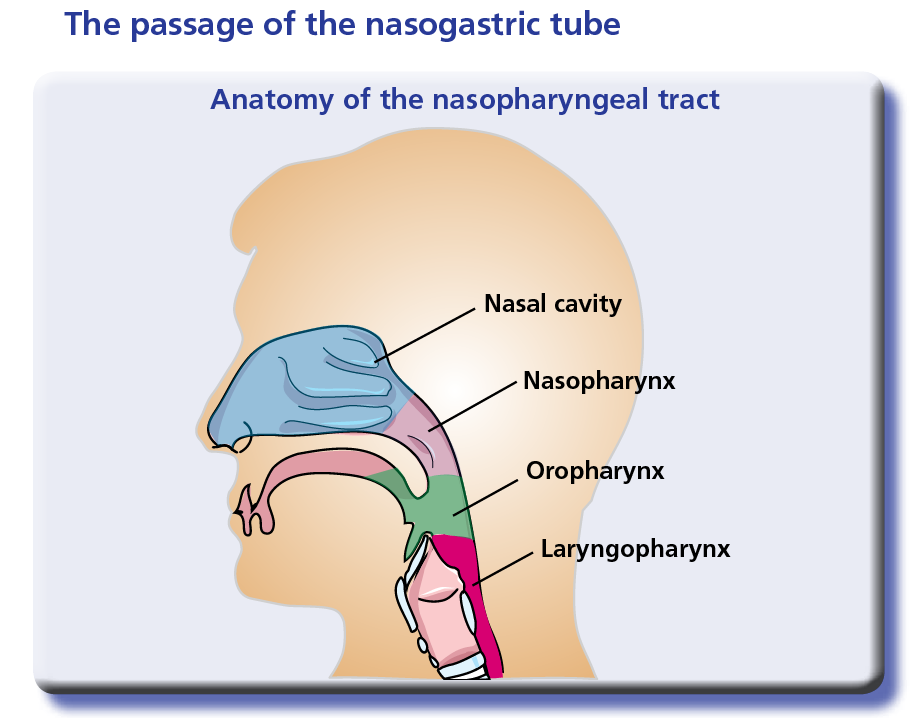 The passage of the nasogastric tube
Anatomy of the nasopharyngeal tract
Nasal cavity
Nasopharynx
Oropharynx
Laryngopharynx